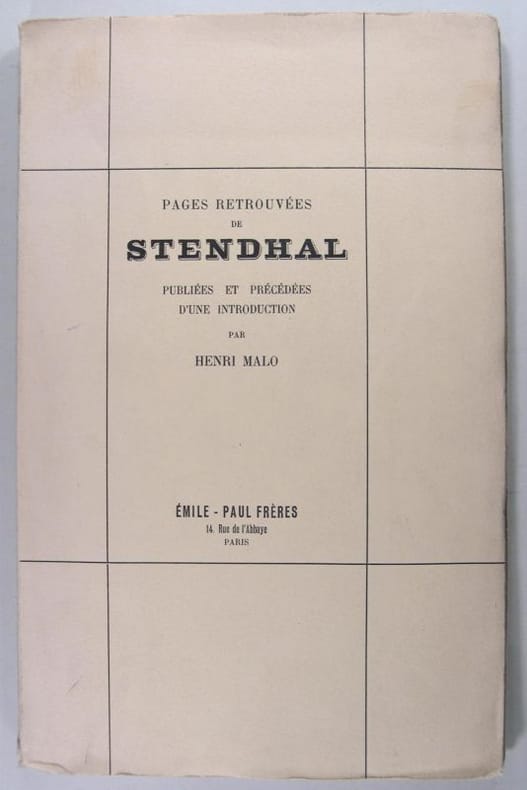 PAGES RETROUVÉES
DE
STENDHAL
PUBLIÉES ET PRÉCÉDÉES
D'UNE INTRODUCTION
PAR
HENRI MALO
ÉMILE - PAUL FRÈRES
14. Rue de l'Abbaye
PARIS